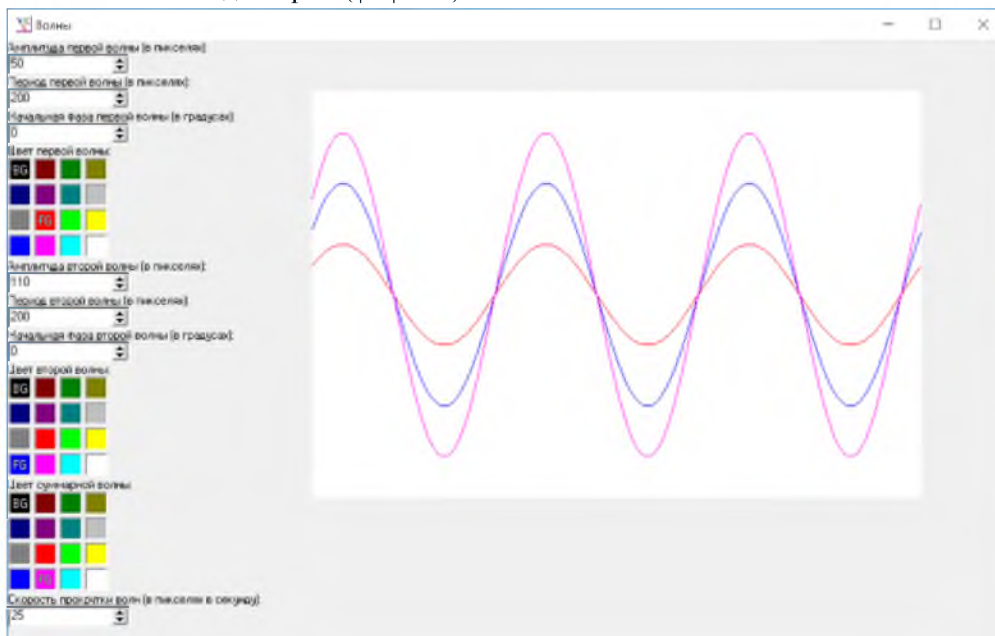 Волны
Амплитуда первой волны (в пикселях):
50
Период первой волны (в пикселях):
200
Начальная фаза первой волны (в градусах):
0
Цвет первой волны:
BG
FG
Амплитуда второй волны (в пикселях):
110
Период второй волны (в пикселях):
200
Начальная фаза второй волны (в градусах):
0
Цвет второй волны:
BG
FG
Цвет суммарной волны:
BG
FG
Скорость прокрутки волн (в пикселях в секунду):
25